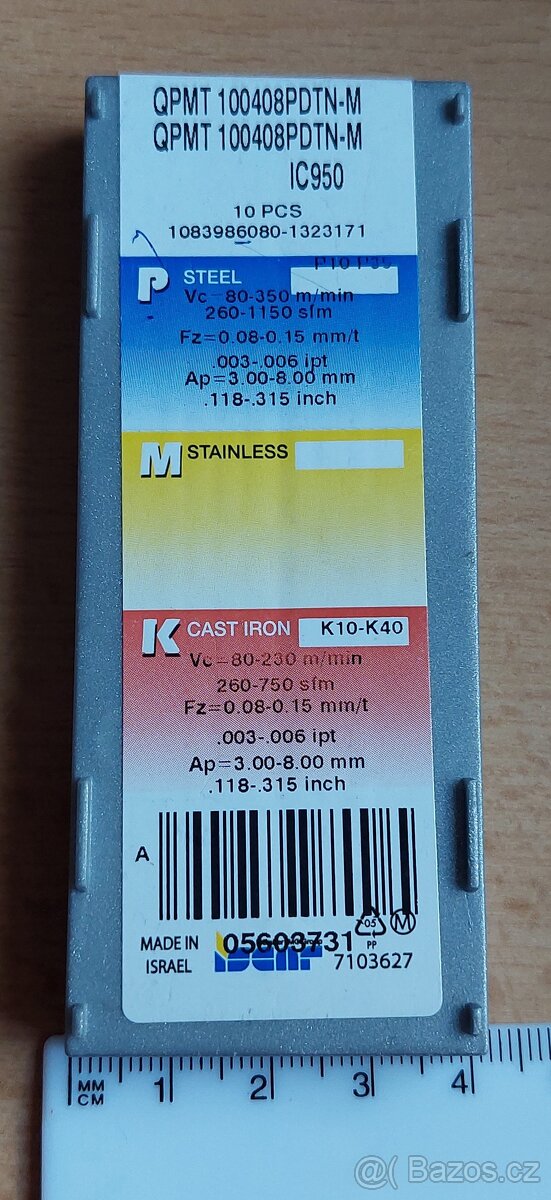 QPMT 100408PDTN-M
QPMT 100408PDTN-M
IC950
10 PCS
1083986080-1323171
P STEEL P10-P35
Vc=80-350 m/min
260-1150 sfm
Fz=0.08-0.15 mm/t
.003-.006 ipt
Ap=3.00-8.00 mm
.118-.315 inch
M STAINLESS
K CAST IRON K10-K40
Vc=80-230 m/min
260-750 sfm
Fz=0.08-0.15 mm/t
.003-.006 ipt
Ap=3.00-8.00 mm
.118-.315 inch
A
MADE IN
ISRAEL
05603731
05
PP
M
7103627
MM
CM
1 2 3 4
@ Bazos.cz